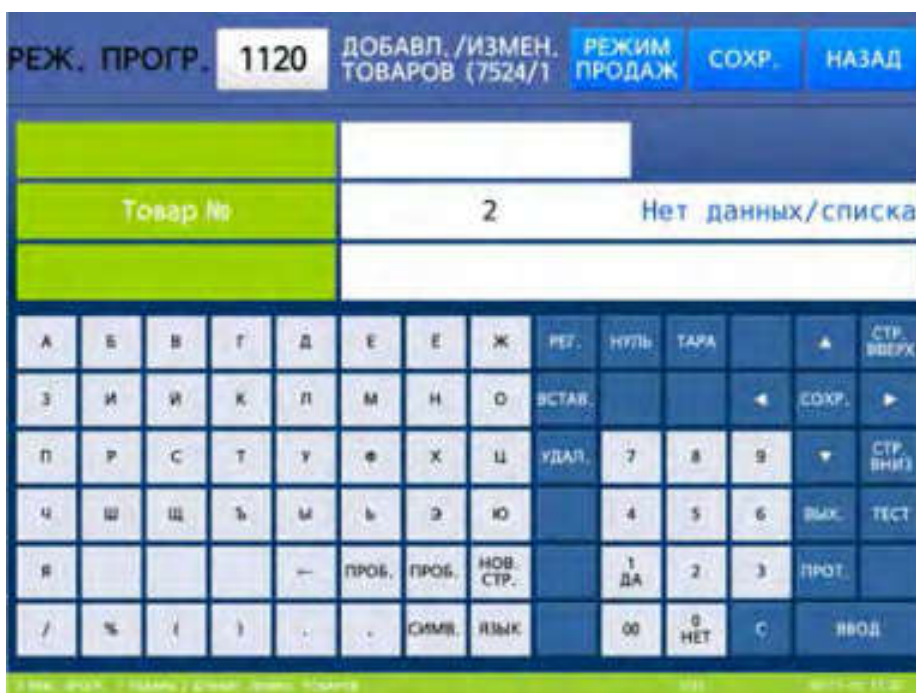 РЕЖ. ПРОГР. 1120 ДОБАВЛ./ИЗМЕН. РЕЖИМ СОХР. НАЗАД
ТОВАРОВ (7524/1 ПРОДАЖ
Товар № 2 Нет данных/списка
А Б В Г Д Е Ё Ж РЕГ. НУЛЬ ТАРА ▲ СТР. ВВЕРХ
З И Й К Л М Н О ВСТАВ. ◄ СОХР. ►
П Р С Т У Ф Х Ц УДАЛ. 7 8 9 ▼ СТР. ВНИЗ
Ч Ш Щ Ъ Ы Ь Э Ю 4 5 6 ВЫХ. ТЕСТ
Я ← ПРОБ. ПРОБ. НОВ. СТР. 1 ДА 2 3 ПРОТ.
/ % ( ) СИМВ. ЯЗЫК 00 0 НЕТ С ВВОД